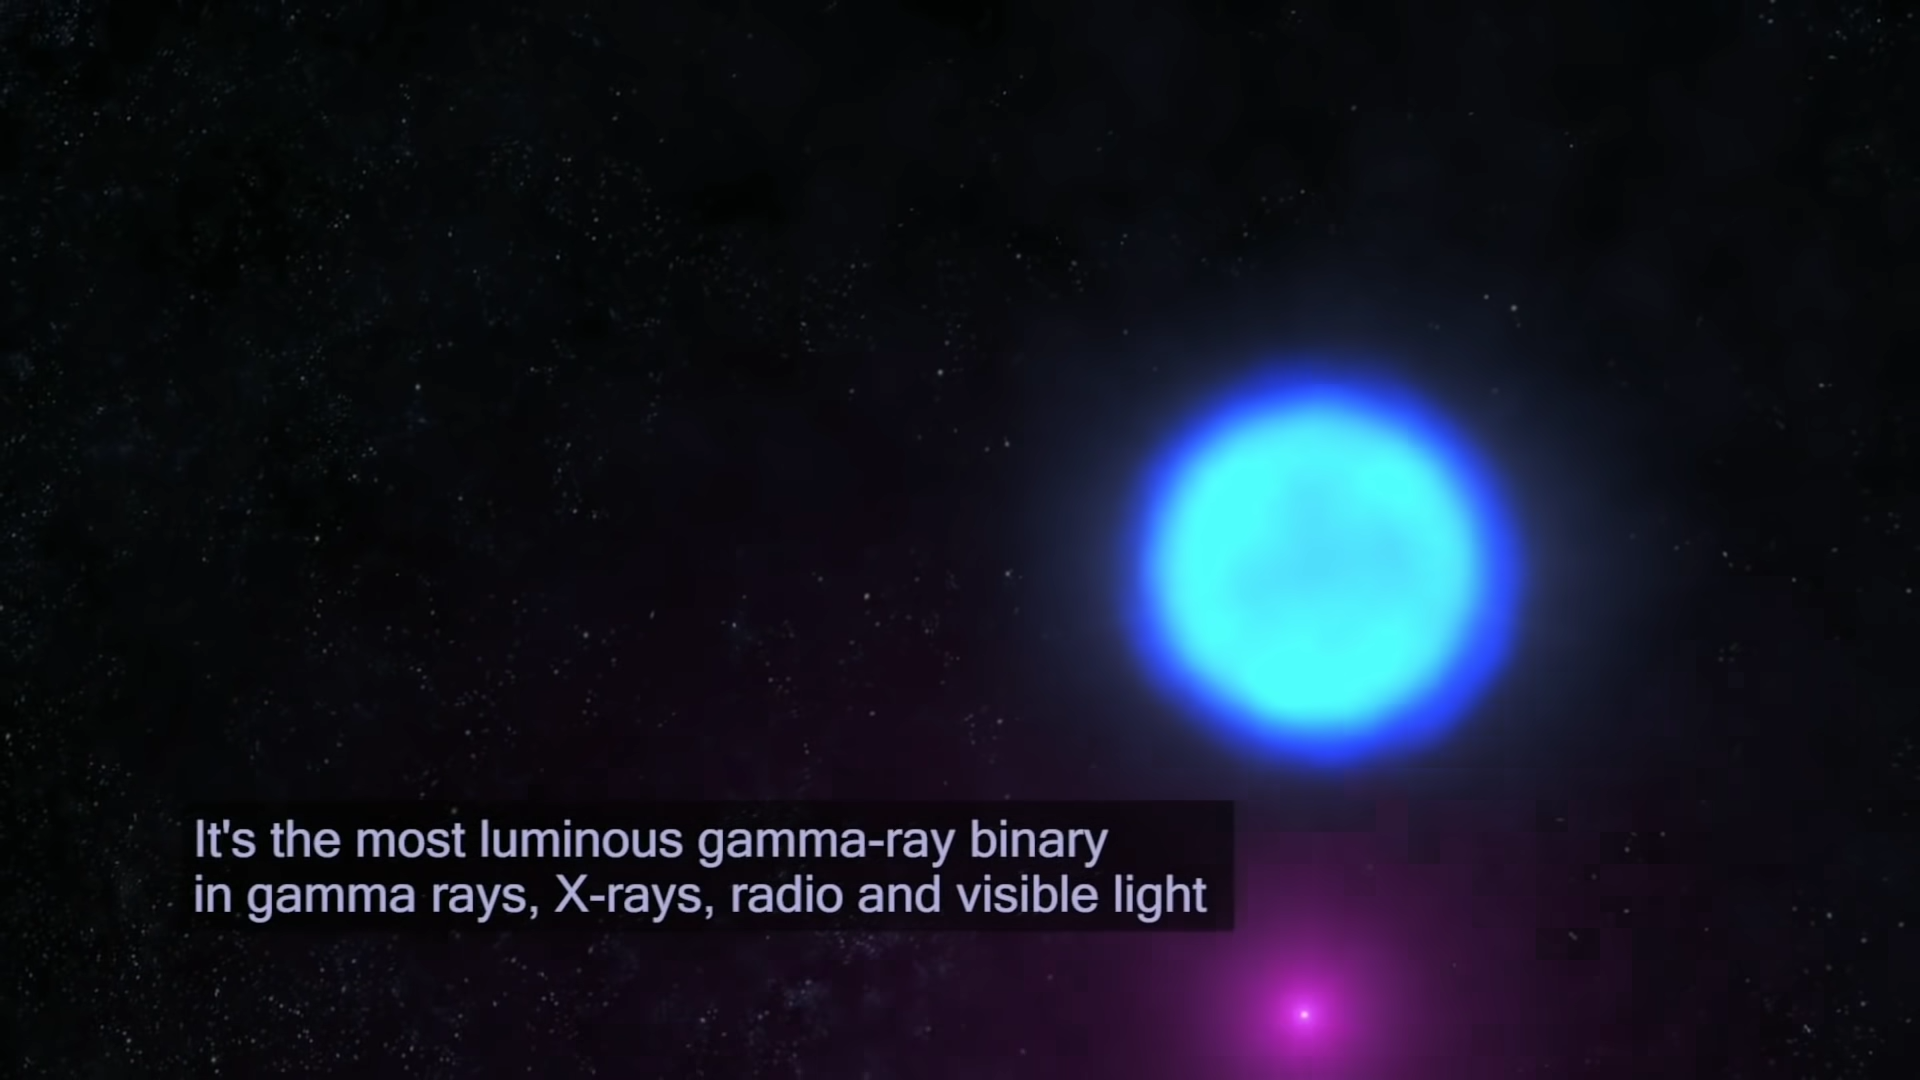 It's the most luminous gamma-ray binary
in gamma rays, X-rays, radio and visible light